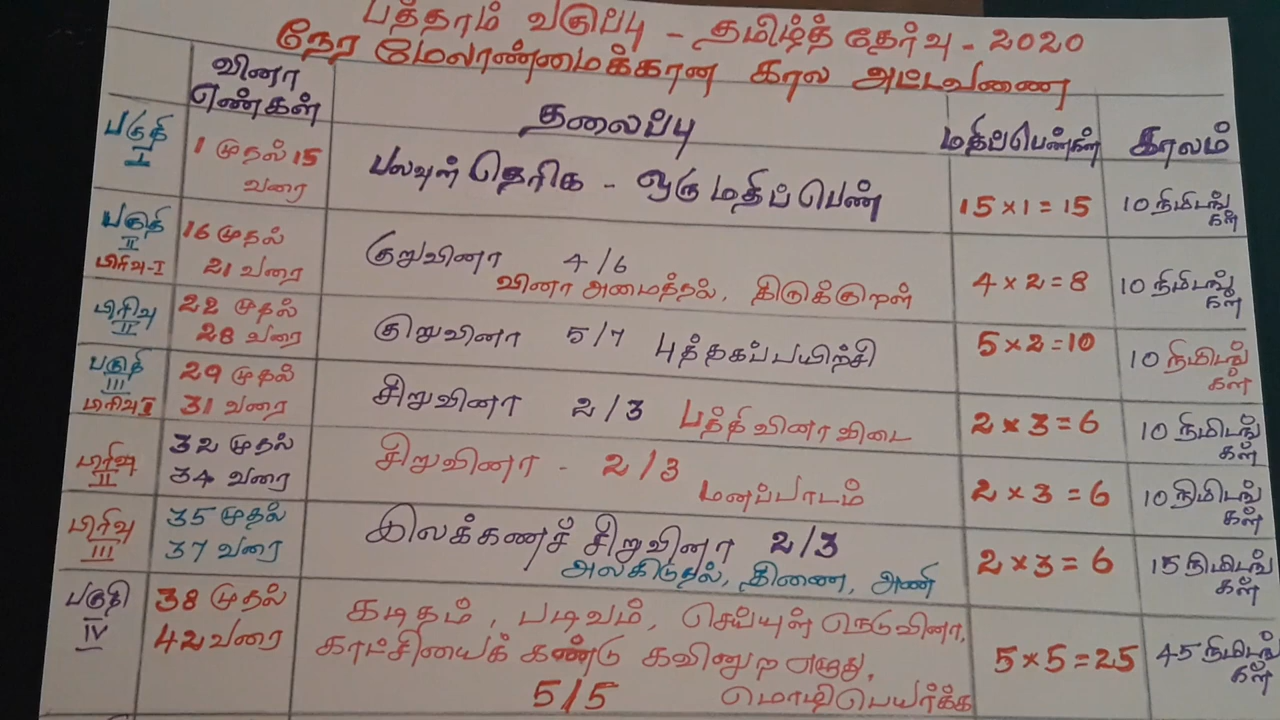 பத்தாம் வகுப்பு - தமிழ்த் தேர்வு - 2020
நேர மேலாண்மைக்கான கால அட்டவணை
வினா எண்கள் தலைப்பு மதிப்பெண்கள் காலம்
பகுதி I 1 முதல் 15 வரை பலவுள் தெரிக - ஒரு மதிப்பெண் 15 x 1 = 15 10 நிமிடங்கள்
பகுதி II பிரிவு-I 16 முதல் 21 வரை குறுவினா 4/6 வினா அமைத்தல், திருக்குறள் 4 x 2 = 8 10 நிமிடங்கள்
பிரிவு II 22 முதல் 28 வரை குறுவினா 5/7 புத்தகப்பயிற்சி 5 x 2 = 10 10 நிமிடங்கள்
பகுதி III பிரிவு I 29 முதல் 31 வரை சிறுவினா 2/3 பத்தி வினா விடை 2 x 3 = 6 10 நிமிடங்கள்
பிரிவு II 32 முதல் 34 வரை சிறுவினா - 2/3 மனப்பாடம் 2 x 3 = 6 10 நிமிடங்கள்
பிரிவு III 35 முதல் 37 வரை இலக்கணச் சிறுவினா 2/3 அலகிடுதல், திணை, அணி 2 x 3 = 6 15 நிமிடங்கள்
பகுதி IV 38 முதல் 42 வரை கடிதம், படிவம், செய்யுள் நெடுவினா, காட்சியைக் கண்டு கவினுற எழுது, 5/5 மொழிபெயர்க்க 5 x 5 = 25 45 நிமிடங்கள்